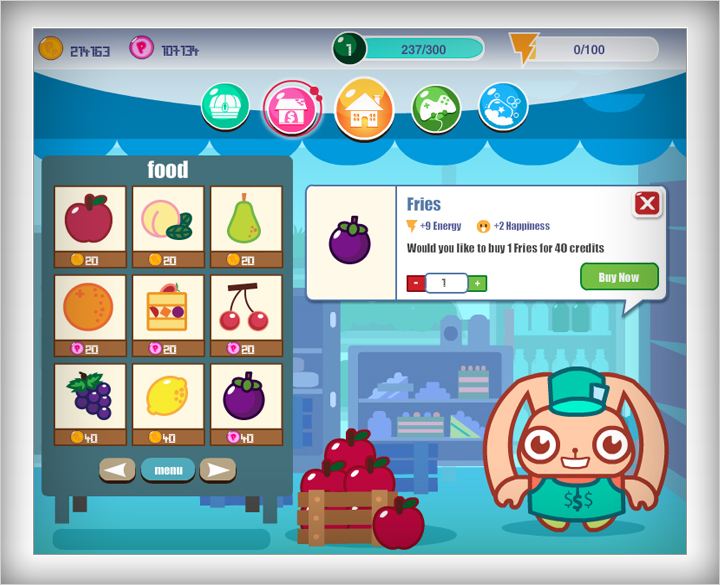 214163 107134 1 237/300 0/100
food
Fries
+9 Energy +2 Happiness
Would you like to buy 1 Fries for 40 credits
- 1 +
Buy Now
20 20 20
20 20 20
40 40 40
menu
$$$